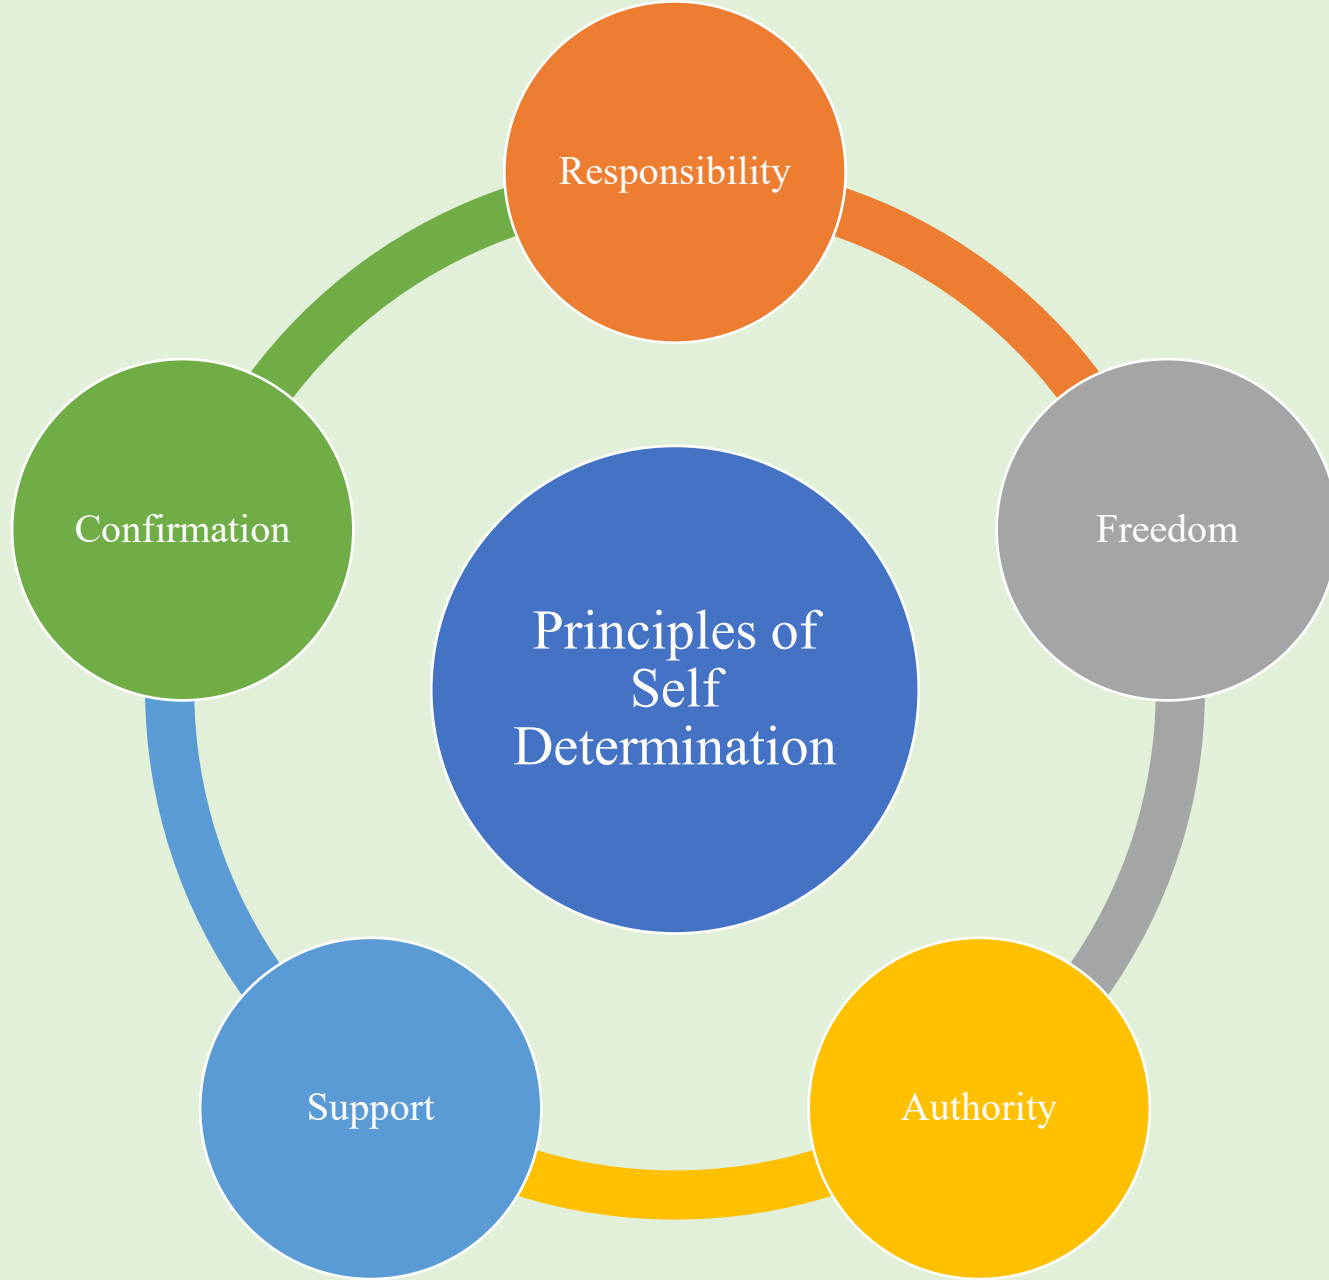 Responsibility
Confirmation
Freedom
Principles of
Self
Determination
Support
Authority